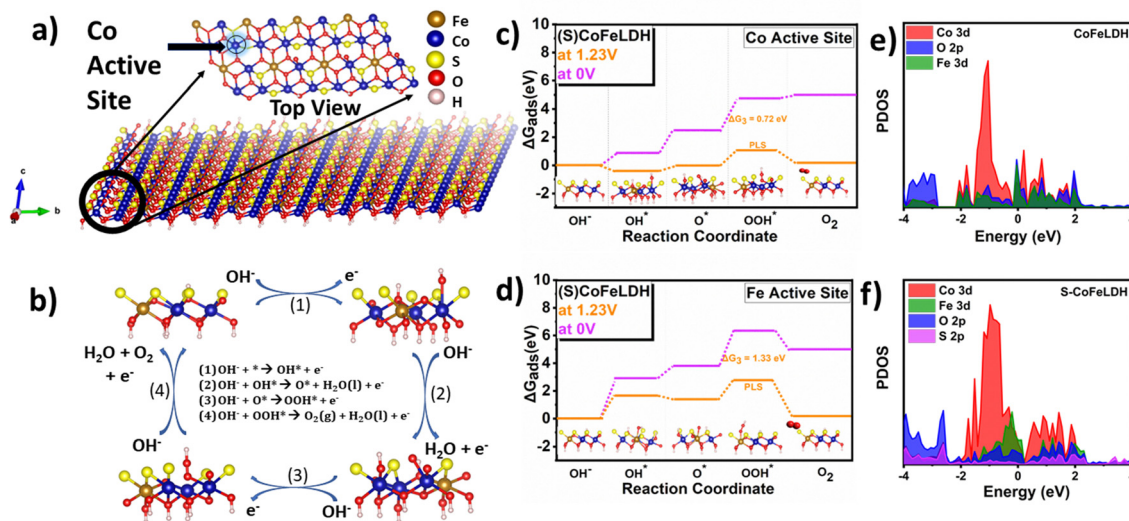 a)
Co
Active
Site
Top View
Fe
Co
S
O
H
c
b
b)
OH⁻
e⁻
(1)
H₂O + O₂
+ e⁻
(4)
(1) OH⁻ + * → OH* + e⁻
(2) OH⁻ + OH* → O* + H₂O(l) + e⁻
(3) OH⁻ + O* → OOH* + e⁻
(4) OH⁻ + OOH* → O₂(g) + H₂O(l) + e⁻
OH⁻
(2)
OH⁻
H₂O + e⁻
(3)
e⁻
OH⁻
c)
(S)CoFeLDH
at 1.23V
at 0V
Co Active Site
ΔG₃ = 0.72 eV
PLS
ΔGads(eV)
10
8
6
4
2
0
-2
OH⁻
OH*
O*
OOH*
O₂
Reaction Coordinate
d)
(S)CoFeLDH
at 1.23V
at 0V
Fe Active Site
ΔG₃ = 1.33 eV
PLS
ΔGads(eV)
10
8
6
4
2
0
-2
OH⁻
OH*
O*
OOH*
O₂
Reaction Coordinate
e)
CoFeLDH
Co 3d
O 2p
Fe 3d
PDOS
-4
-2
0
2
4
Energy (eV)
f)
S-CoFeLDH
Co 3d
Fe 3d
O 2p
S 2p
PDOS
-4
-2
0
2
4
Energy (eV)